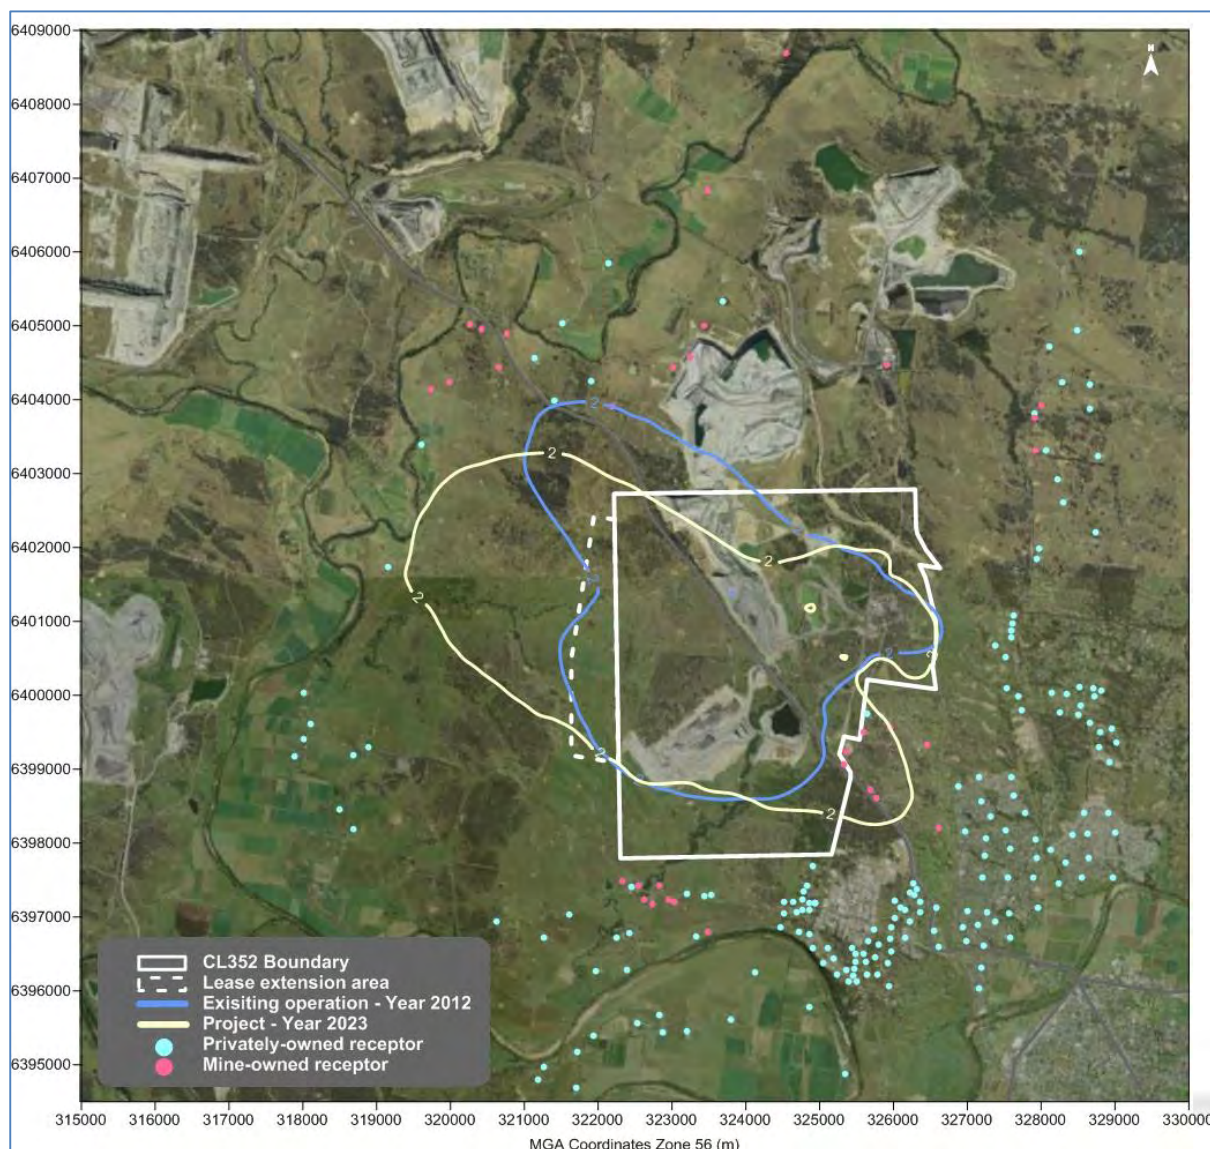 N
6409000
6408000
6407000
6406000
6405000
6404000
6403000
6402000
6401000
6400000
6399000
6398000
6397000
6396000
6395000
2
2
2
2
2
2
2
2
2
2
CL352 Boundary
Lease extension area
Exisiting operation - Year 2012
Project - Year 2023
Privately-owned receptor
Mine-owned receptor
315000 316000 317000 318000 319000 320000 321000 322000 323000 324000 325000 326000 327000 328000 329000 330000
MGA Coordinates Zone 56 (m)